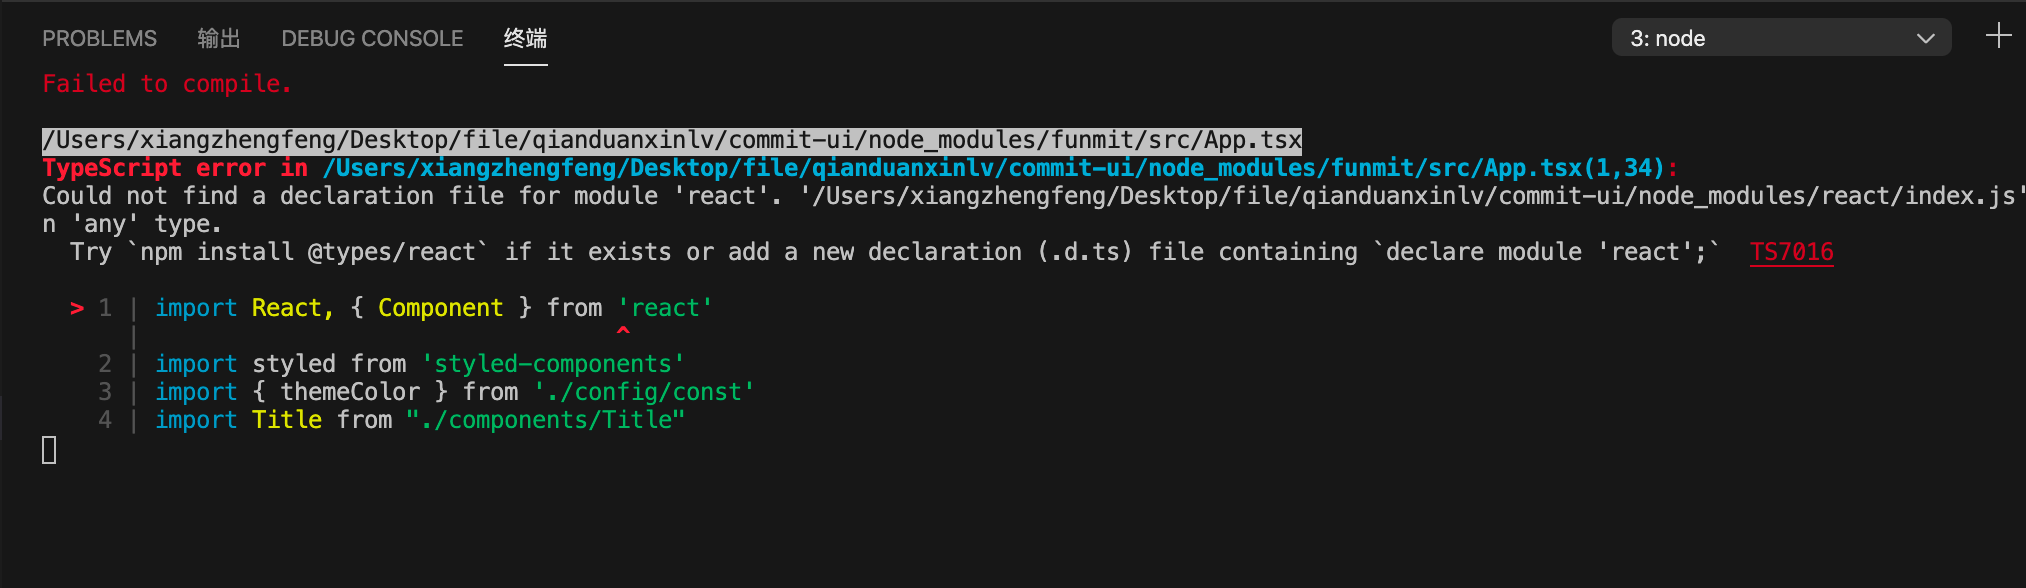 PROBLEMS 输出 DEBUG CONSOLE 终端 3: node
Failed to compile.
/Users/xiangzhengfeng/Desktop/file/qianduanxinlv/commit-ui/node_modules/funmit/src/App.tsx
TypeScript error in /Users/xiangzhengfeng/Desktop/file/qianduanxinlv/commit-ui/node_modules/funmit/src/App.tsx(1,34):
Could not find a declaration file for module 'react'. '/Users/xiangzhengfeng/Desktop/file/qianduanxinlv/commit-ui/node_modules/react/index.js'
n 'any' type.
Try `npm install @types/react` if it exists or add a new declaration (.d.ts) file containing `declare module 'react';` TS7016
> 1 | import React, { Component } from 'react'
| ^
2 | import styled from 'styled-components'
3 | import { themeColor } from './config/const'
4 | import Title from "./components/Title"